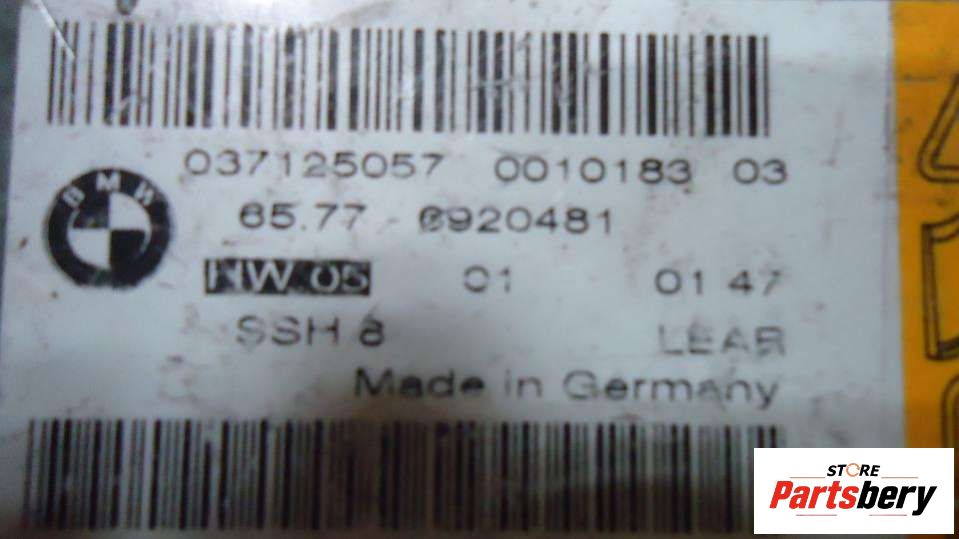 037125057 0010183 03
BMW
65.77 - 6920481
HW 05 01 01 47
SSH 8 LEAR
Made in Germany
STORE
Partsbery